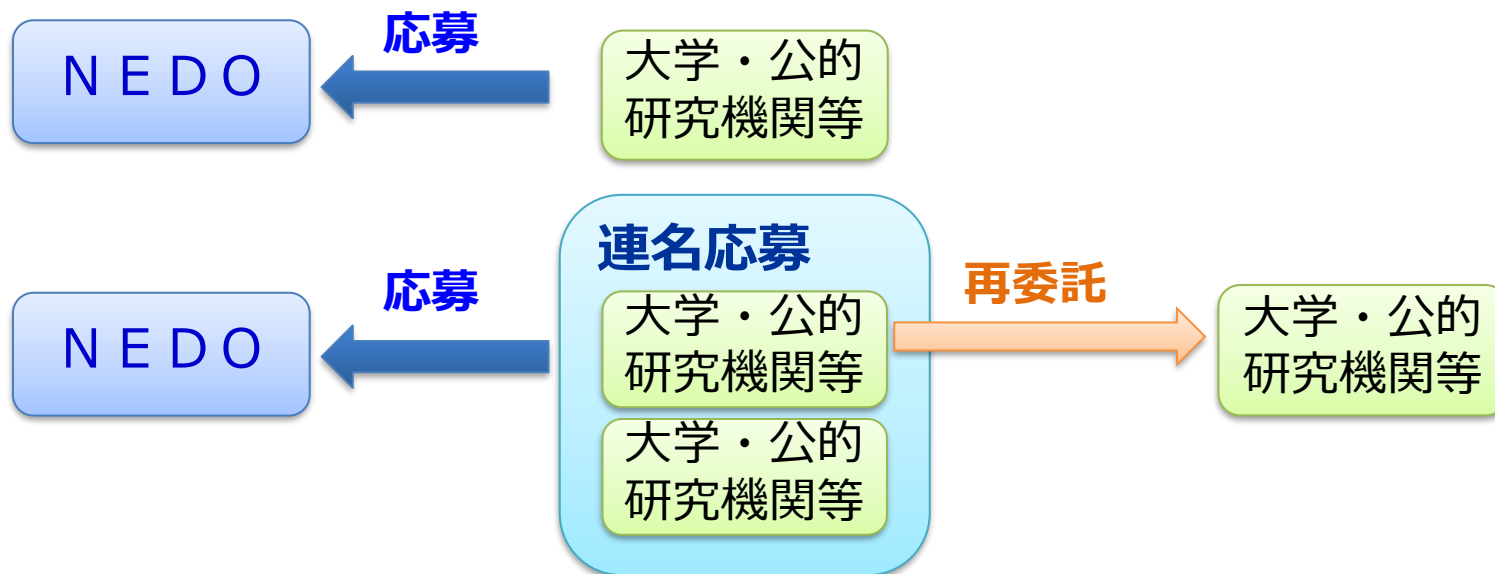 応募
ＮＥＤＯ
大学・公的
研究機関等
連名応募
応募
再委託
ＮＥＤＯ
大学・公的
研究機関等
大学・公的
研究機関等
大学・公的
研究機関等